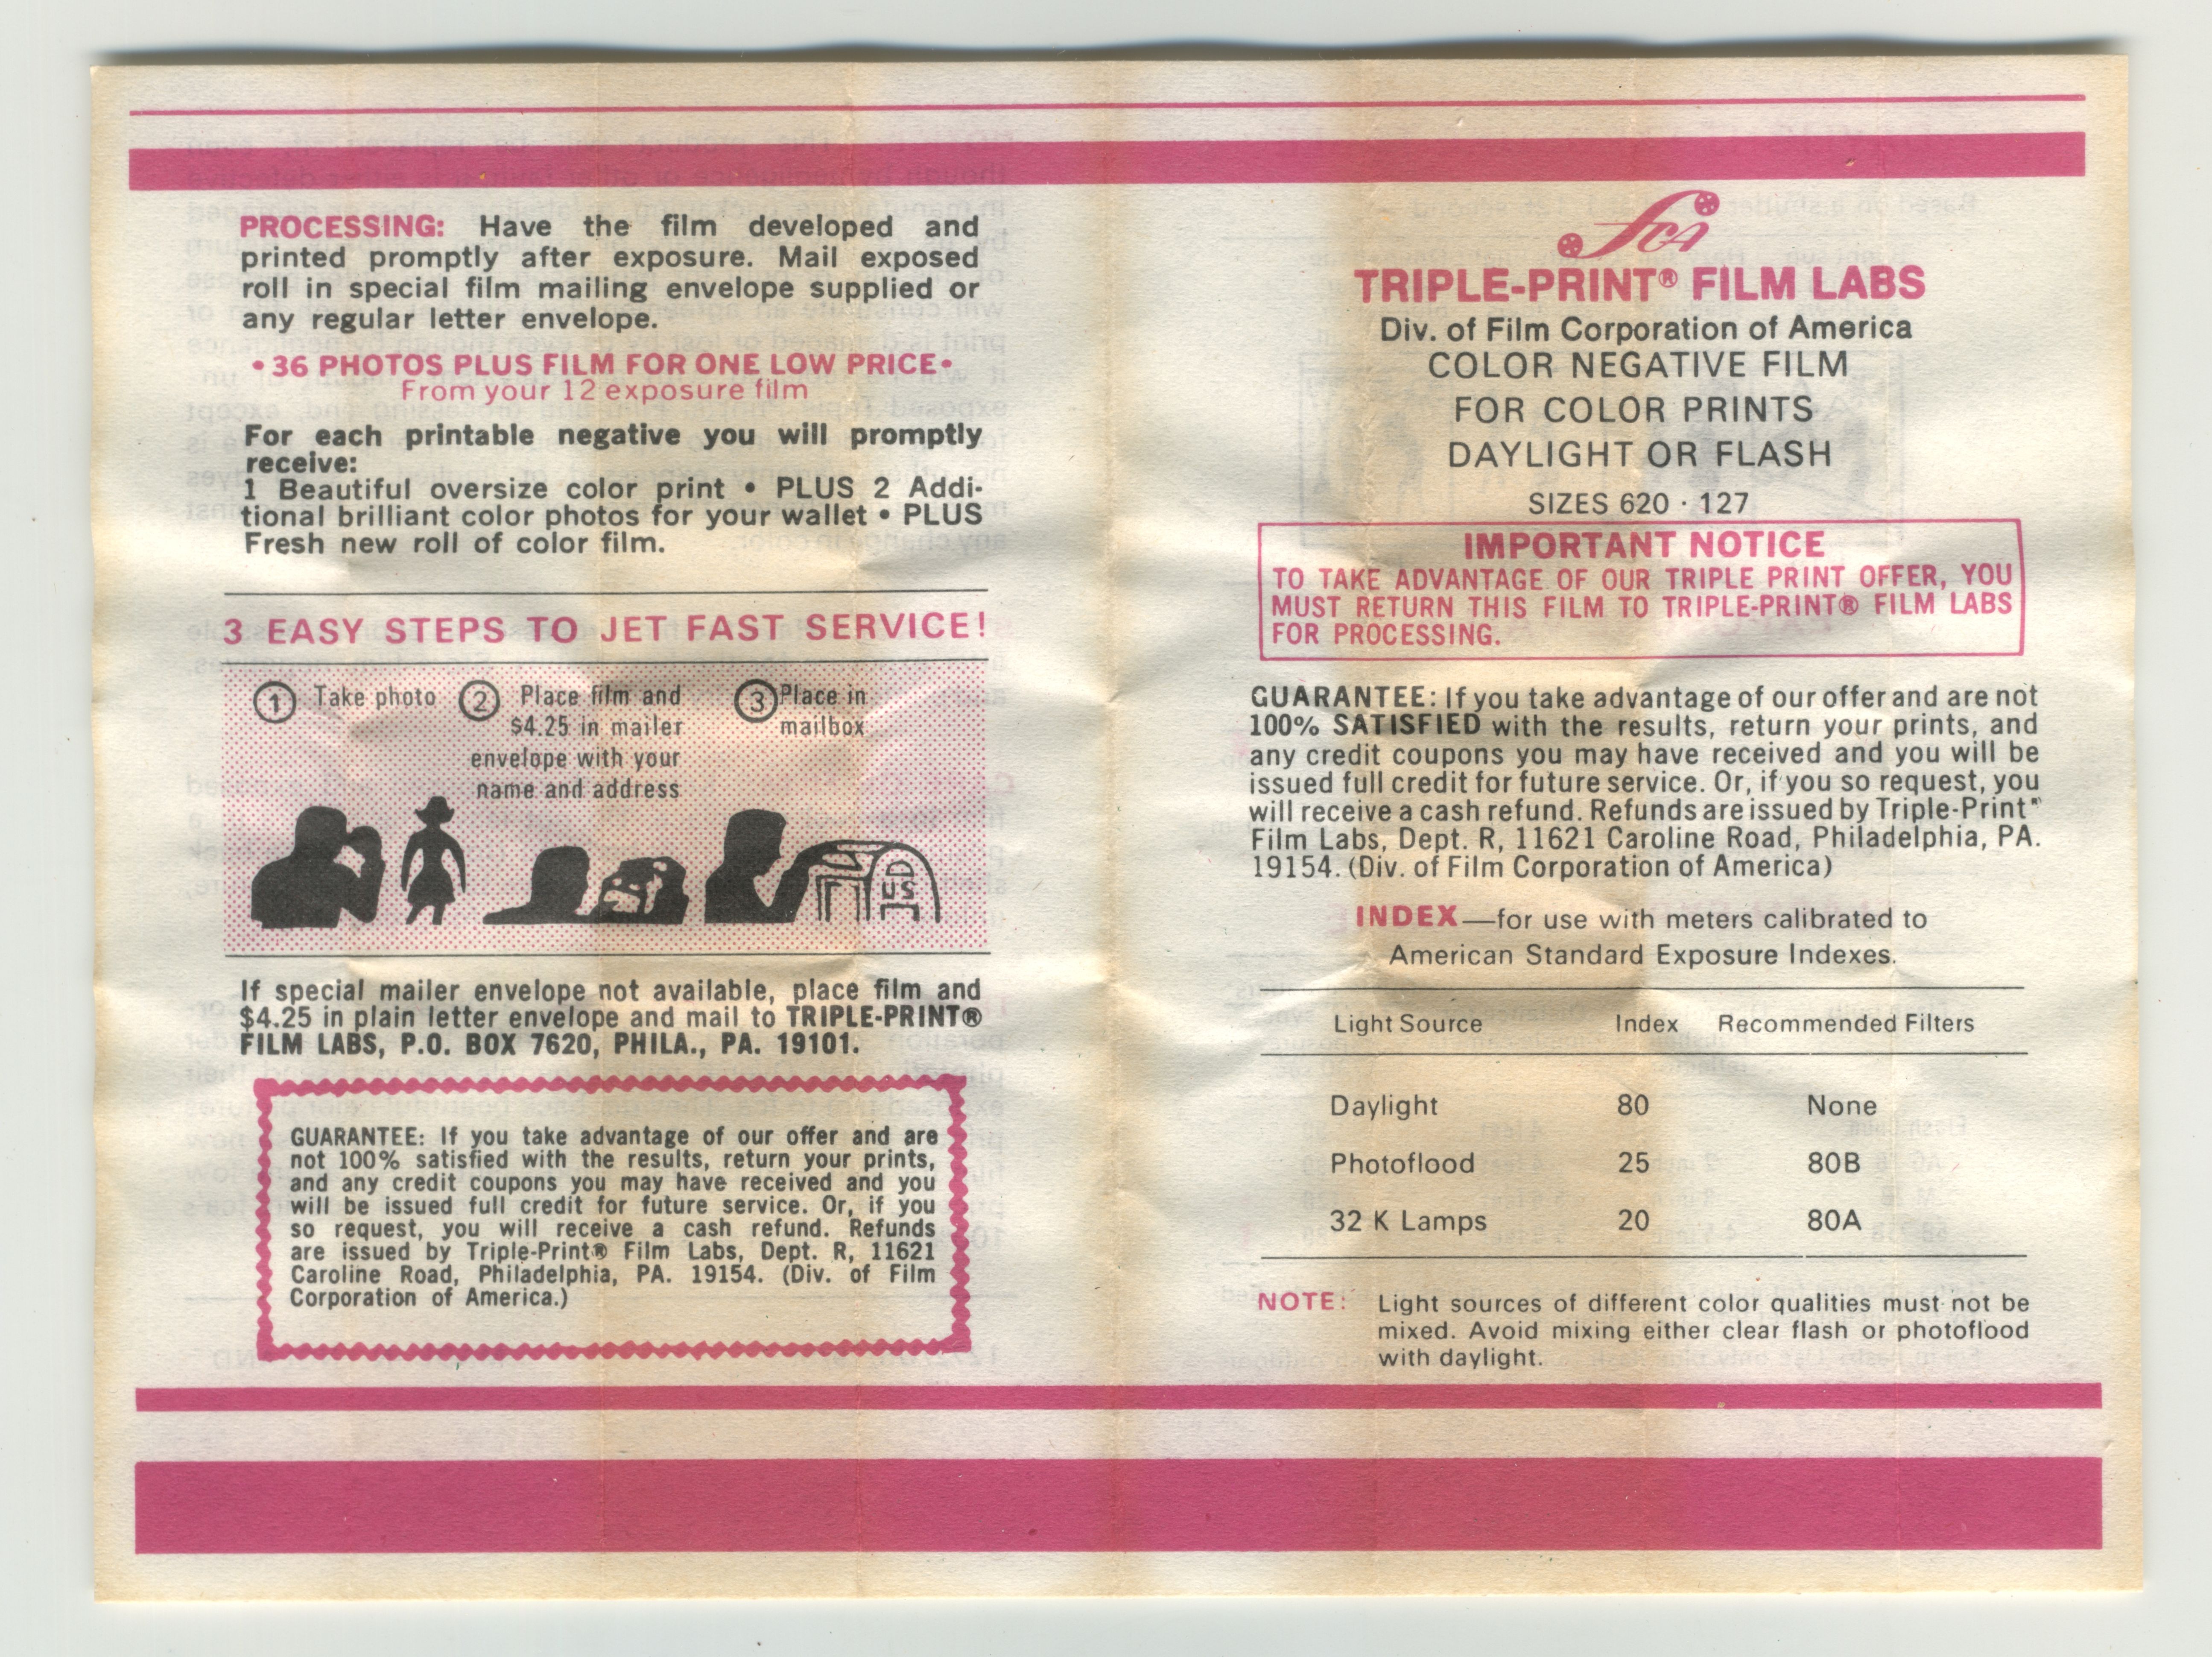 PROCESSING: Have the film developed and
printed promptly after exposure. Mail exposed
roll in special film mailing envelope supplied or
any regular letter envelope.
• 36 PHOTOS PLUS FILM FOR ONE LOW PRICE •
From your 12 exposure film
For each printable negative you will promptly
receive:
1 Beautiful oversize color print • PLUS 2 Addi-
tional brilliant color photos for your wallet • PLUS
Fresh new roll of color film.
3 EASY STEPS TO JET FAST SERVICE!
1 Take photo
2 Place film and
$4.25 in mailer
envelope with your
name and address
3 Place in
mailbox
US
If special mailer envelope not available, place film and
$4.25 in plain letter envelope and mail to TRIPLE-PRINT®
FILM LABS, P.O. BOX 7620, PHILA., PA. 19101.
GUARANTEE: If you take advantage of our offer and are
not 100% satisfied with the results, return your prints,
and any credit coupons you may have received and you
will be issued full credit for future service. Or, if you
so request, you will receive a cash refund. Refunds
are issued by Triple-Print® Film Labs, Dept. R, 11621
Caroline Road, Philadelphia, PA. 19154. (Div. of Film
Corporation of America.)
fca
TRIPLE-PRINT® FILM LABS
Div. of Film Corporation of America
COLOR NEGATIVE FILM
FOR COLOR PRINTS
DAYLIGHT OR FLASH
SIZES 620 · 127
IMPORTANT NOTICE
TO TAKE ADVANTAGE OF OUR TRIPLE PRINT OFFER, YOU
MUST RETURN THIS FILM TO TRIPLE-PRINT® FILM LABS
FOR PROCESSING.
GUARANTEE: If you take advantage of our offer and are not
100% SATISFIED with the results, return your prints, and
any credit coupons you may have received and you will be
issued full credit for future service. Or, if you so request, you
will receive a cash refund. Refunds are issued by Triple-Print®
Film Labs, Dept. R, 11621 Caroline Road, Philadelphia, PA.
19154. (Div. of Film Corporation of America)
INDEX—for use with meters calibrated to
American Standard Exposure Indexes.
Light Source Index Recommended Filters
Daylight 80 None
Photoflood 25 80B
32 K Lamps 20 80A
NOTE: Light sources of different color qualities must not be
mixed. Avoid mixing either clear flash or photoflood
with daylight.